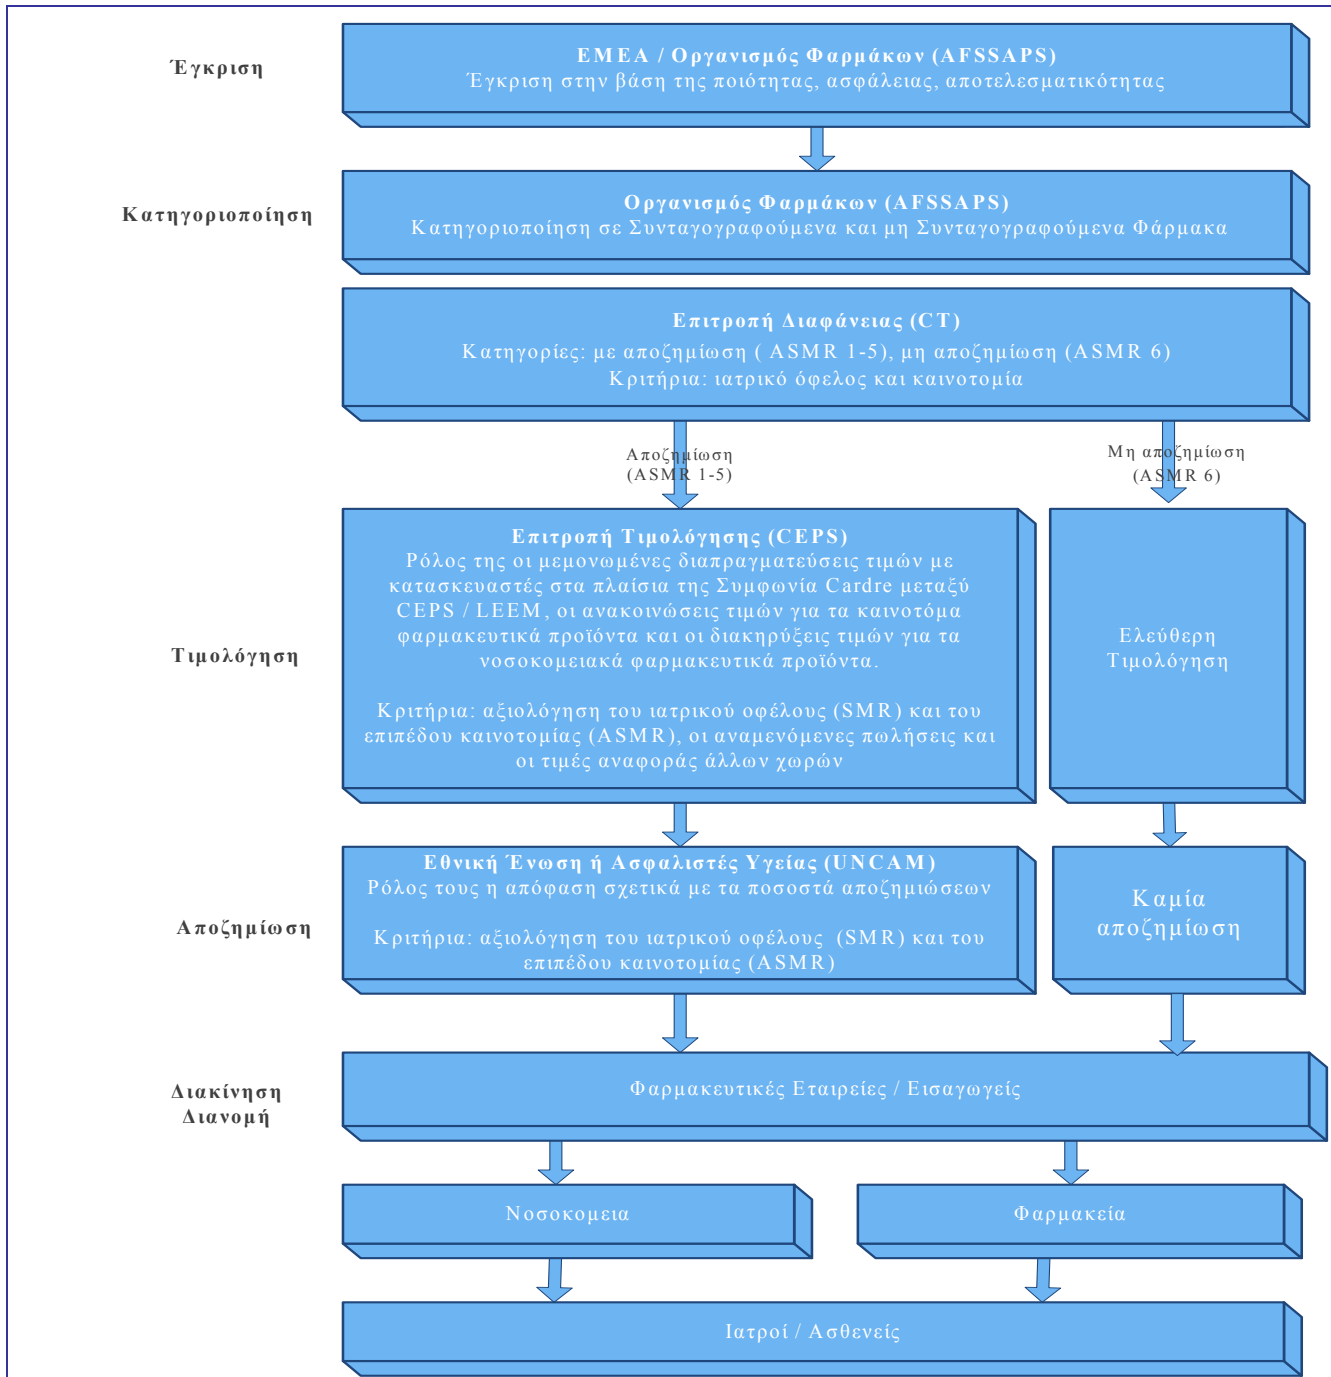 Έγκριση
EMEA / Οργανισμός Φαρμάκων (AFSSAPS)
Έγκριση στην βάση της ποιότητας, ασφάλειας, αποτελεσματικότητας
Κατηγοριοποίηση
Οργανισμός Φαρμάκων (AFSSAPS)
Κατηγοριοποίηση σε Συνταγογραφούμενα και μη Συνταγογραφούμενα Φάρμακα
Επιτροπή Διαφάνειας (CT)
Κατηγορίες: με αποζημίωση ( ASMR 1-5), μη αποζημίωση (ASMR 6)
Κριτήρια: ιατρικό όφελος και καινοτομία
Αποζημίωση
(ASMR 1-5)
Μη αποζημίωση
(ASMR 6)
Τιμολόγηση
Επιτροπή Τιμολόγησης (CEPS)
Ρόλος της οι μεμονωμένες διαπραγματεύσεις τιμών με
κατασκευαστές στα πλαίσια της Συμφωνία Cardre μεταξύ
CEPS / LEEM, οι ανακοινώσεις τιμών για τα καινοτόμα
φαρμακευτικά προϊόντα και οι διακηρύξεις τιμών για τα
νοσοκομειακά φαρμακευτικά προϊόντα.
Κριτήρια: αξιολόγηση του ιατρικού οφέλους (SMR) και του
επιπέδου καινοτομίας (ASMR), οι αναμενόμενες πωλήσεις και
οι τιμές αναφοράς άλλων χωρών
Ελεύθερη
Τιμολόγηση
Αποζημίωση
Εθνική Ένωση ή Ασφαλιστές Υγείας (UNCAM)
Ρόλος τους η απόφαση σχετικά με τα ποσοστά αποζημιώσεων
Κριτήρια: αξιολόγηση του ιατρικού οφέλους (SMR) και του
επιπέδου καινοτομίας (ASMR)
Καμία
αποζημίωση
Διακίνηση
Διανομή
Φαρμακευτικές Εταιρείες / Εισαγωγείς
Νοσοκομεια
Φαρμακεία
Ιατροί / Ασθενείς